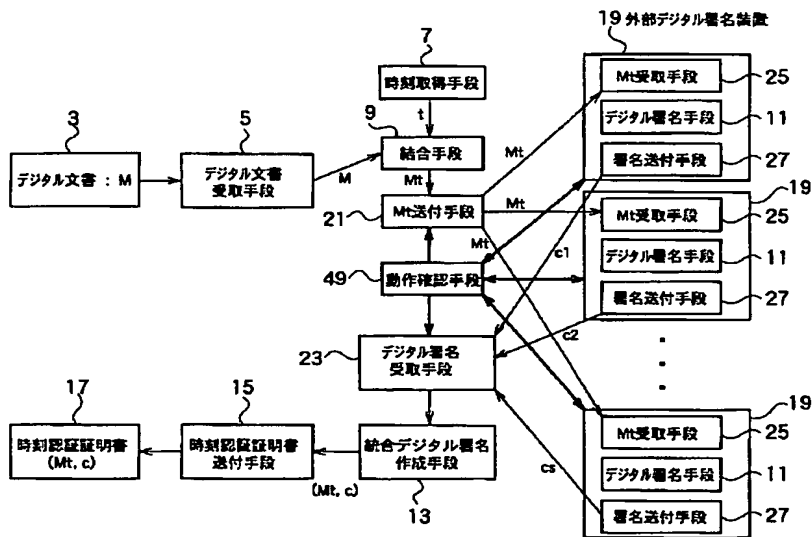 19 外部デジタル署名装置
7
時刻取得手段
t
3
5
9
デジタル文書 : M
デジタル文書
受取手段
M
結合手段
Mt
21
Mt送付手段
Mt
Mt
Mt
49
動作確認手段
23
デジタル署名
受取手段
c1
c2
cs
17
15
時刻認証証明書
(Mt, c)
時刻認証証明書
送付手段
(Mt, c)
統合デジタル署名
作成手段
13
Mt受取手段
25
デジタル署名手段
11
署名送付手段
27
19
Mt受取手段
25
デジタル署名手段
11
署名送付手段
27
19
Mt受取手段
25
デジタル署名手段
11
署名送付手段
27